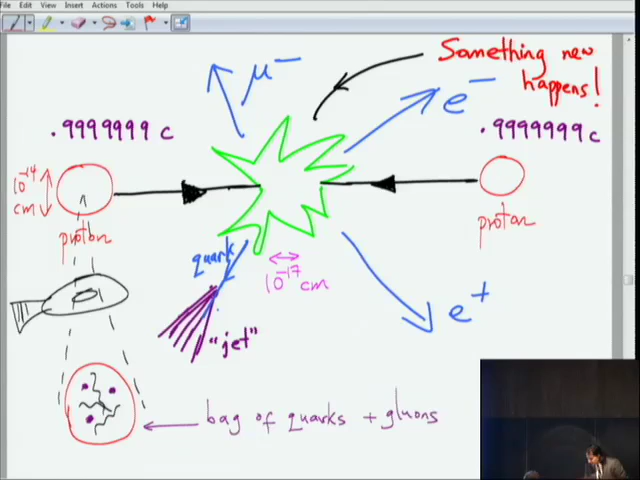 File Edit View Insert Actions Tools Help
Something new
happens!
μ⁻
e⁻
.9999999 c
.9999999 c
10⁻¹⁴
cm
proton
proton
quark
10⁻¹⁷ cm
"jet"
e⁺
bag of quarks + gluons